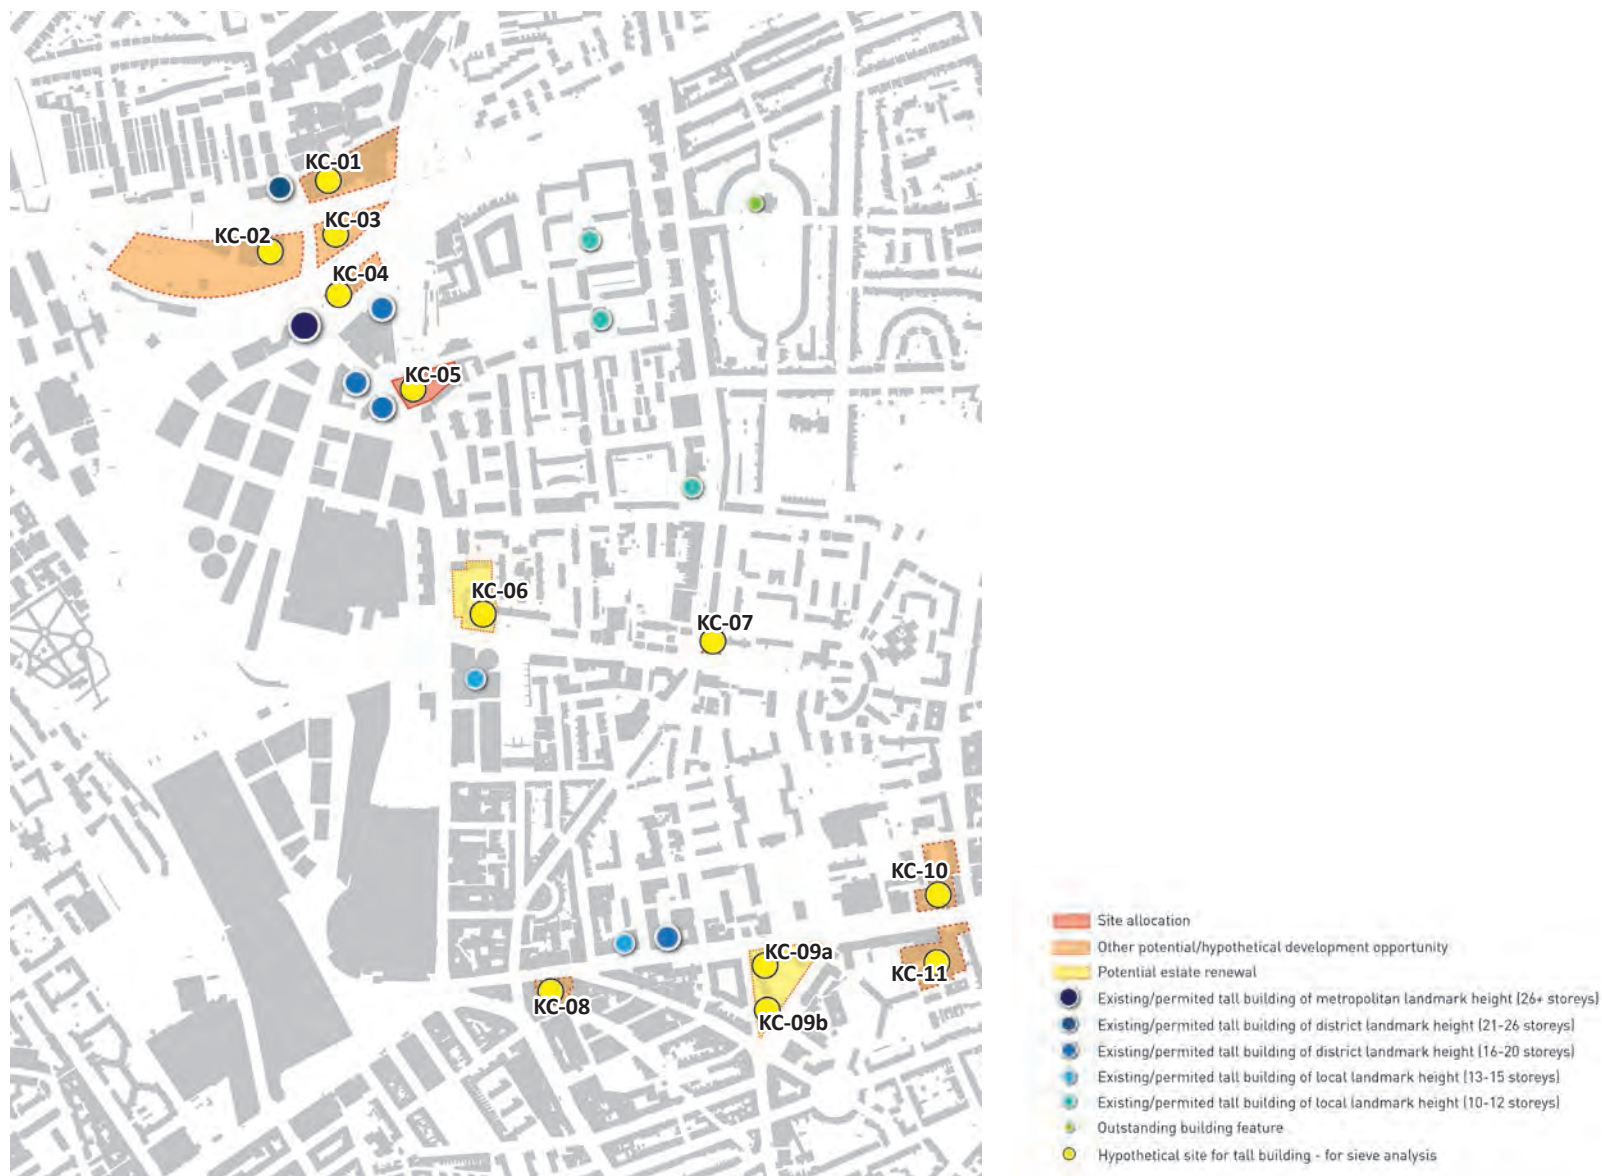 KC-01
KC-03
KC-02
KC-04
KC-05
KC-06
KC-07
KC-10
KC-09a
KC-11
KC-08
KC-09b
Site allocation
Other potential/hypothetical development opportunity
Potential estate renewal
Existing/permited tall building of metropolitan landmark height (26+ storeys)
Existing/permited tall building of district landmark height (21-26 storeys)
Existing/permited tall building of district landmark height (16-20 storeys)
Existing/permited tall building of local landmark height (13-15 storeys)
Existing/permited tall building of local landmark height (10-12 storeys)
Outstanding building feature
Hypothetical site for tall building - for sieve analysis